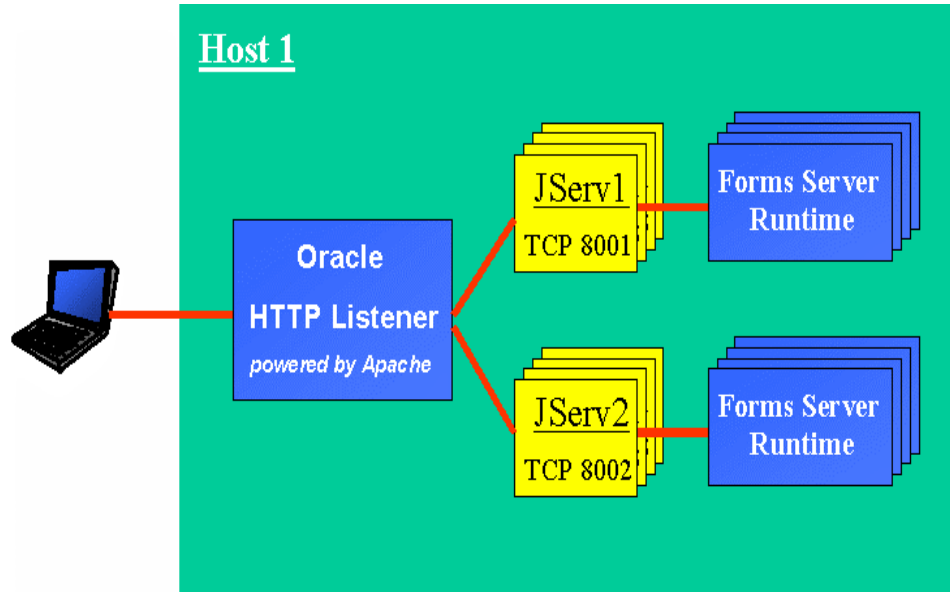 Host 1
Oracle
HTTP Listener
powered by Apache
JServ1
TCP 8001
Forms Server
Runtime
JServ2
TCP 8002
Forms Server
Runtime